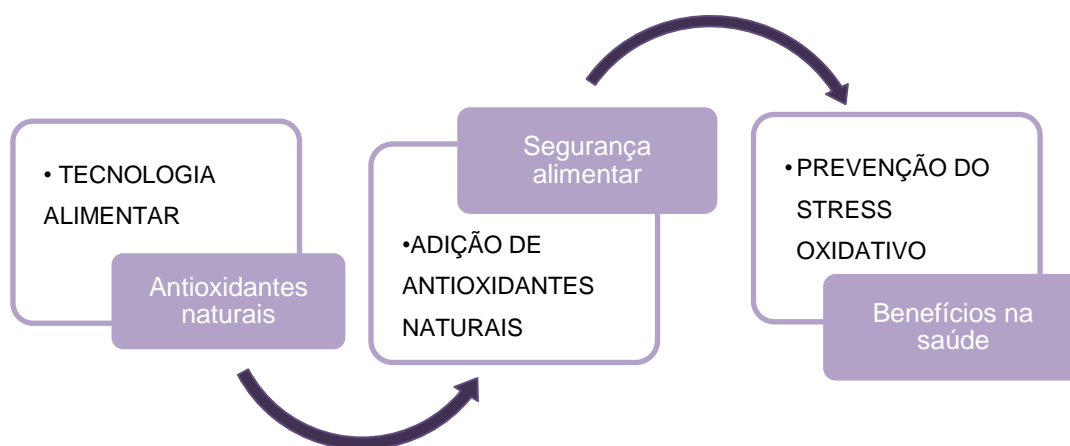 • TECNOLOGIA
ALIMENTAR
Antioxidantes
naturais
Segurança
alimentar
•ADIÇÃO DE
ANTIOXIDANTES
NATURAIS
•PREVENÇÃO DO
STRESS
OXIDATIVO
Benefícios na
saúde